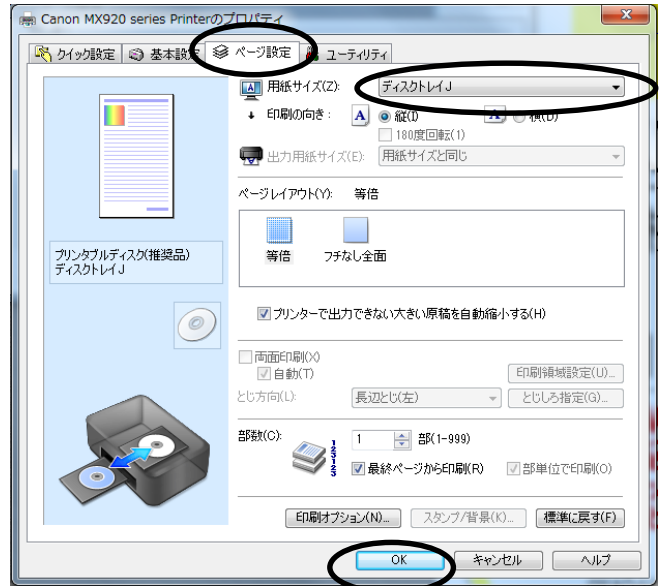 Canon MX920 series Printerのプロパティ
クイック設定 基本設定 ページ設定 ユーティリティ
用紙サイズ(Z): ディスクトレイJ
印刷の向き: A 縦(I) A 横(D)
180度回転(1)
出力用紙サイズ(E): 用紙サイズと同じ
ページレイアウト(Y): 等倍
等倍 フチなし全面
プリンタブルディスク(推奨品)
ディスクトレイJ
プリンターで出力できない大きい原稿を自動縮小する(H)
両面印刷(X)
自動(T) 印刷領域設定(U)...
とじ方向(L): 長辺とじ(左) とじしろ指定(G)...
部数(C): 1 部(1-999)
最終ページから印刷(R) 部単位で印刷(O)
印刷オプション(N)... スタンプ/背景(K)... 標準に戻す(F)
OK キャンセル ヘルプ